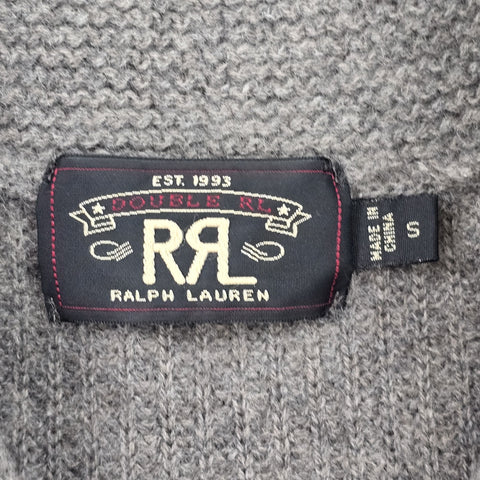 EST. 1993
DOUBLE RL
RRL
RALPH LAUREN
MADE IN
CHINA
S